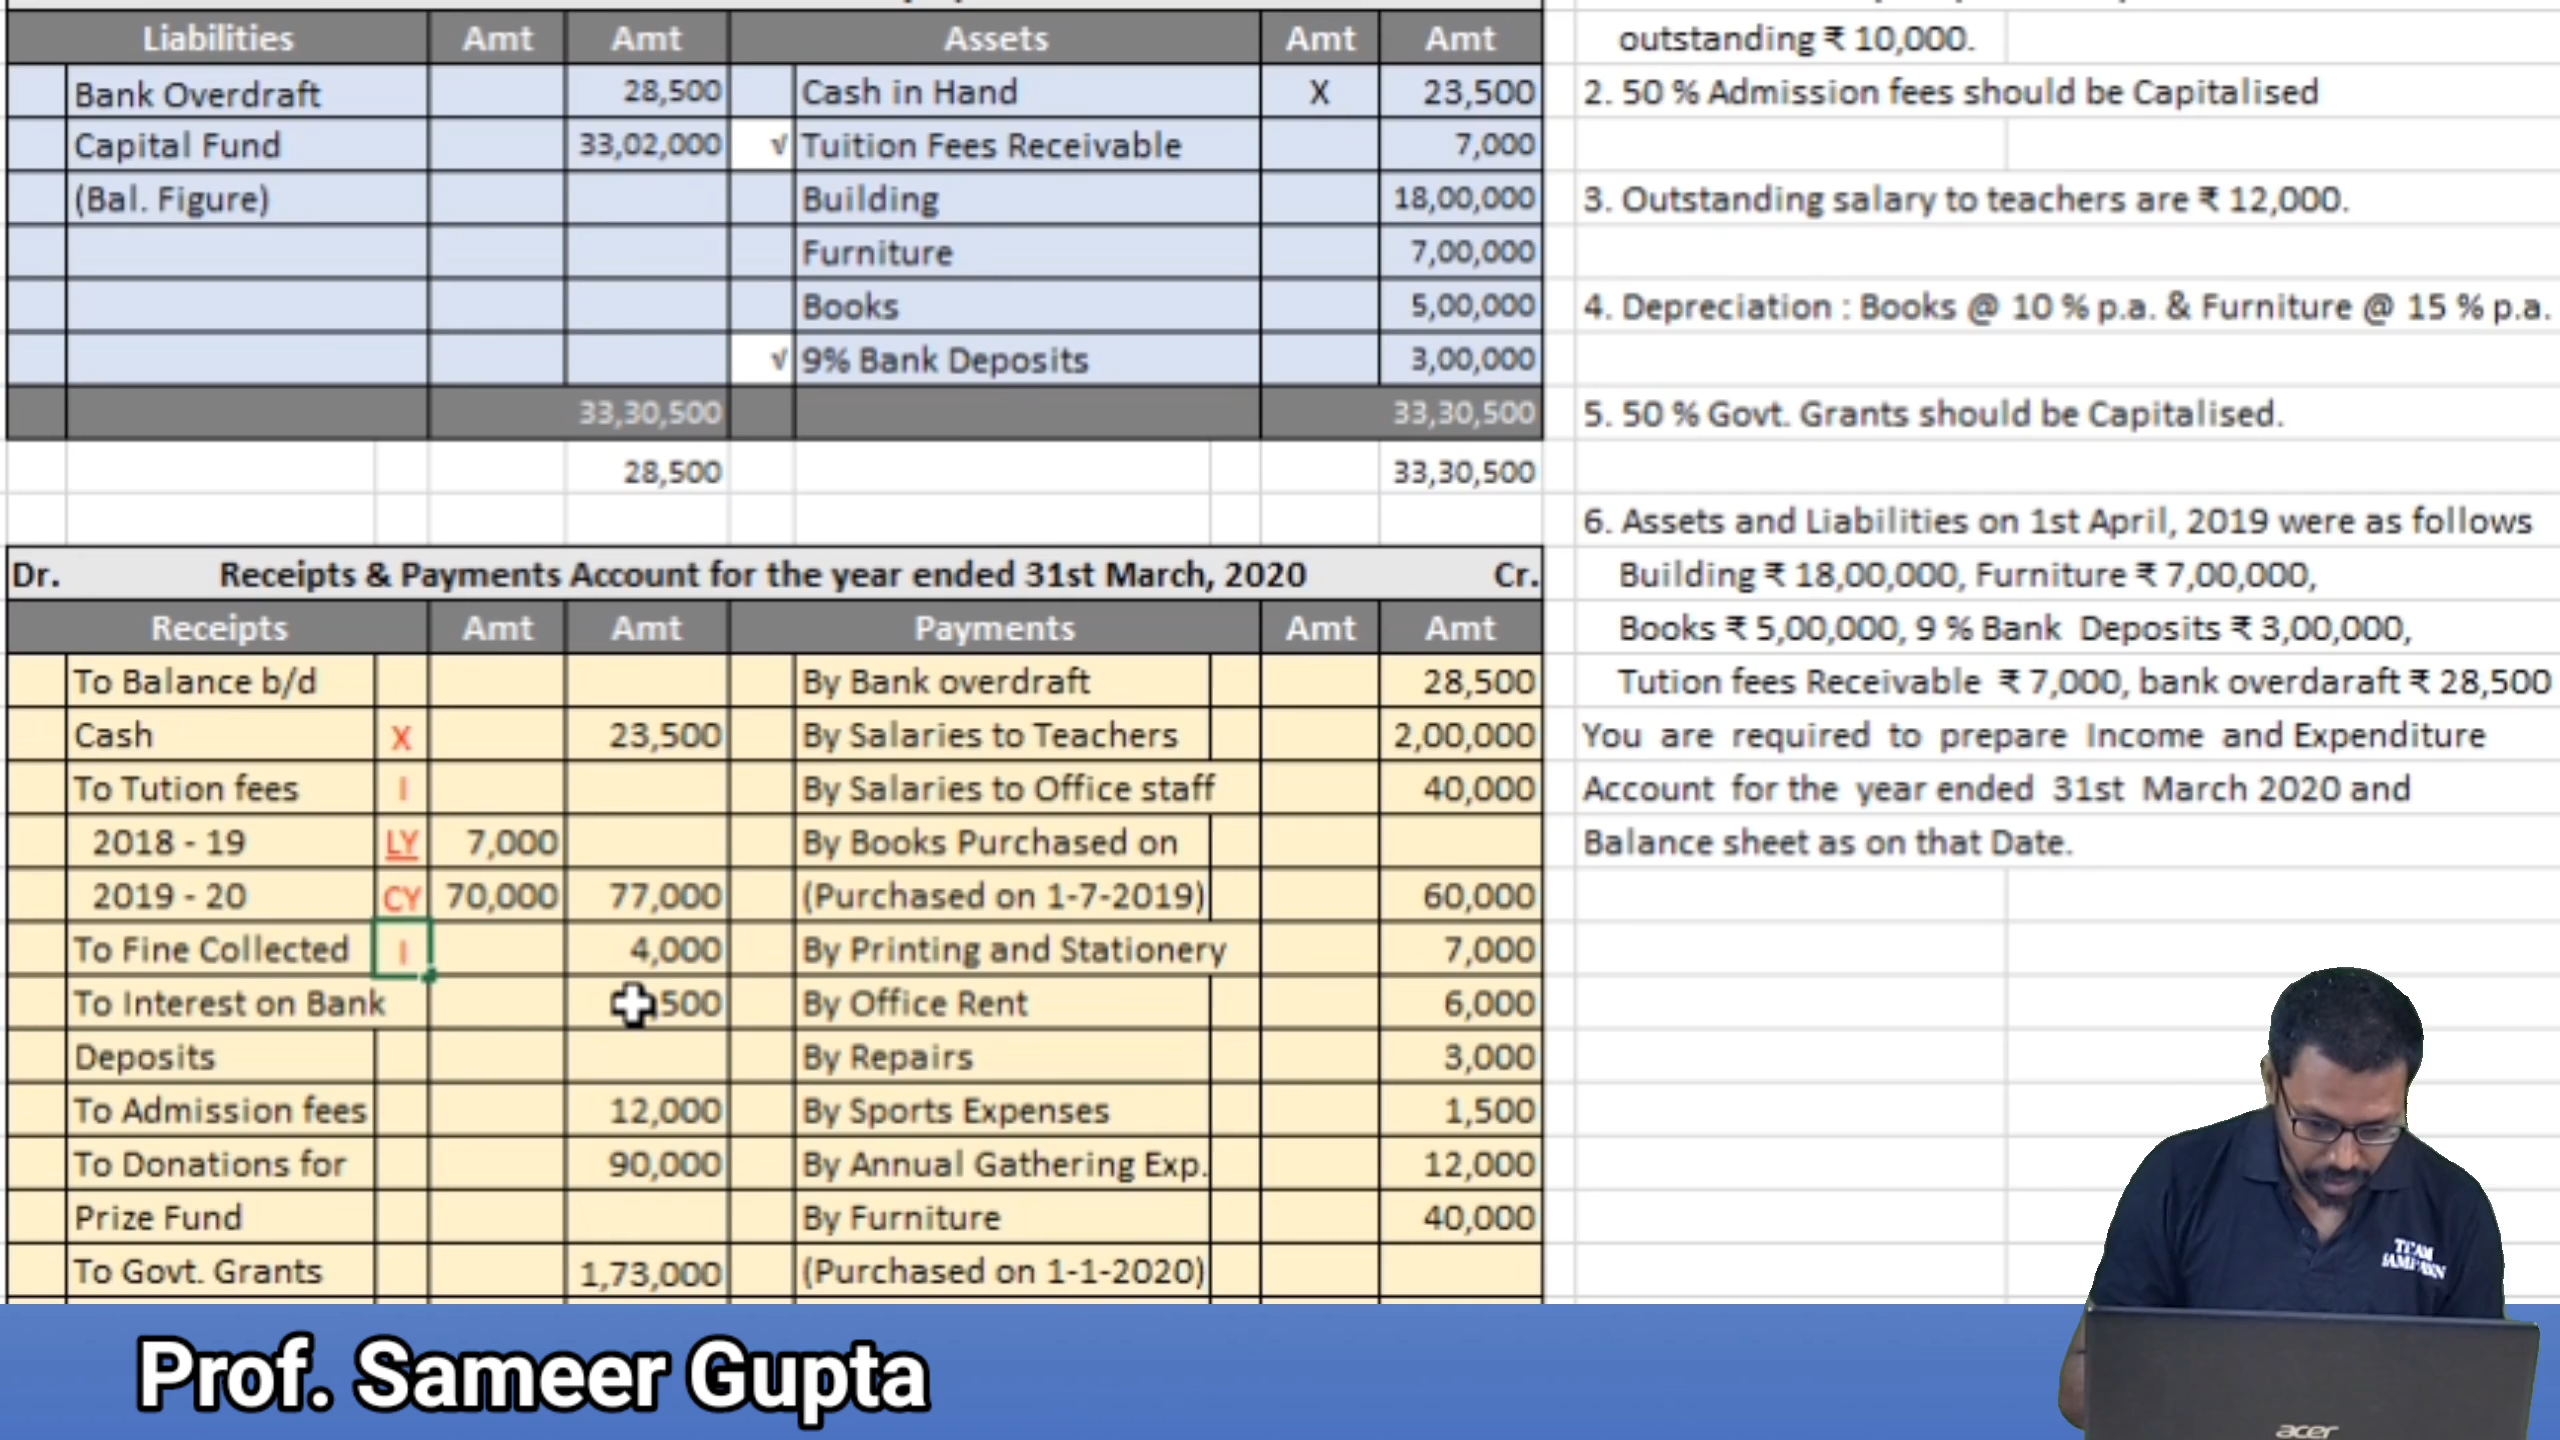 Liabilities Amt Amt Assets Amt Amt
Bank Overdraft 28,500 Cash in Hand X 23,500
Capital Fund 33,02,000 √ Tuition Fees Receivable 7,000
(Bal. Figure) Building 18,00,000
Furniture 7,00,000
Books 5,00,000
√ 9% Bank Deposits 3,00,000
33,30,500 33,30,500
28,500 33,30,500
Dr. Receipts & Payments Account for the year ended 31st March, 2020 Cr.
Receipts Amt Amt Payments Amt Amt
To Balance b/d By Bank overdraft 28,500
Cash X 23,500 By Salaries to Teachers 2,00,000
To Tution fees I By Salaries to Office staff 40,000
2018 - 19 LY 7,000 By Books Purchased on
2019 - 20 CY 70,000 77,000 (Purchased on 1-7-2019) 60,000
To Fine Collected I 4,000 By Printing and Stationery 7,000
To Interest on Bank 500 By Office Rent 6,000
Deposits By Repairs 3,000
To Admission fees 12,000 By Sports Expenses 1,500
To Donations for 90,000 By Annual Gathering Exp. 12,000
Prize Fund By Furniture 40,000
To Govt. Grants 1,73,000 (Purchased on 1-1-2020)
outstanding ₹ 10,000.
2. 50 % Admission fees should be Capitalised
3. Outstanding salary to teachers are ₹ 12,000.
4. Depreciation : Books @ 10 % p.a. & Furniture @ 15 % p.a.
5. 50 % Govt. Grants should be Capitalised.
6. Assets and Liabilities on 1st April, 2019 were as follows
Building ₹ 18,00,000, Furniture ₹ 7,00,000,
Books ₹ 5,00,000, 9 % Bank Deposits ₹ 3,00,000,
Tution fees Receivable ₹ 7,000, bank overdaraft ₹ 28,500
You are required to prepare Income and Expenditure
Account for the year ended 31st March 2020 and
Balance sheet as on that Date.
TEAM
acer
Prof. Sameer Gupta